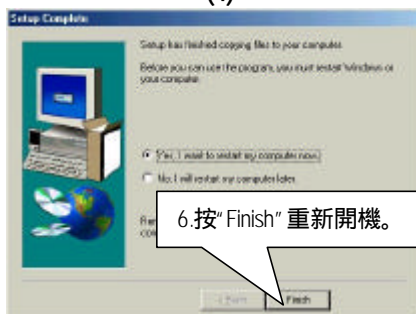 Setup Complete
Setup has finished copying files to your computer.
Before you can use the program, you must restart Windows or
your computer.
Yes, I want to restart my computer now.
No, I will restart my computer later.
6.按“Finish” 重新開機。
Finish